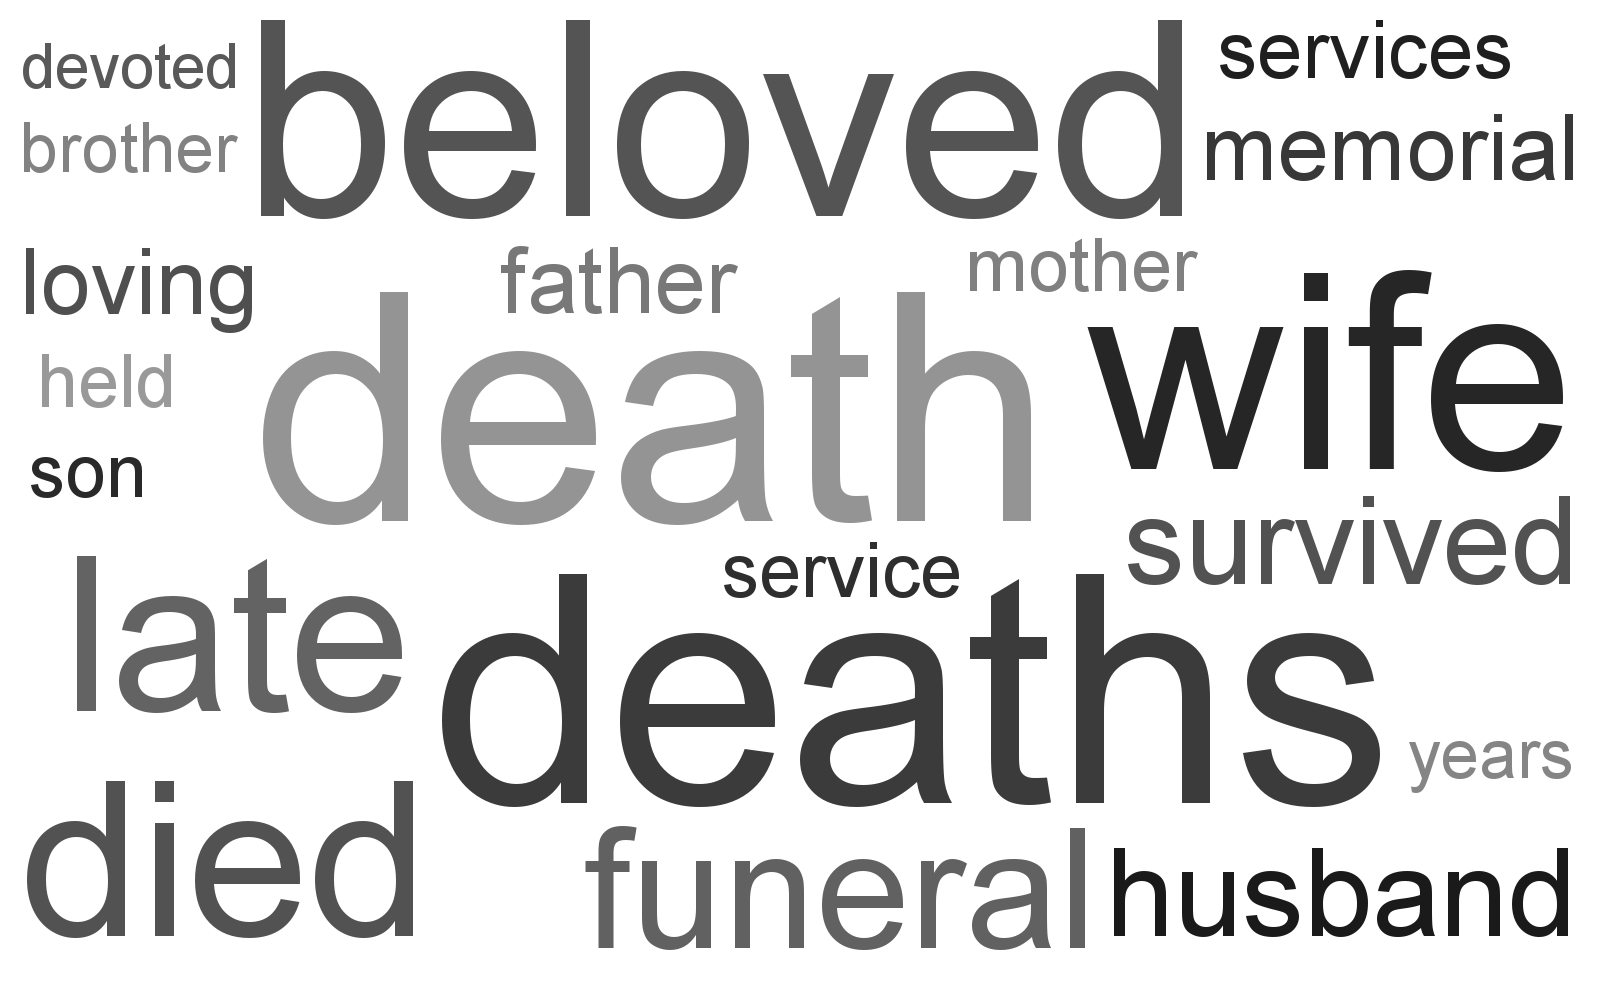 devoted
beloved
services
brother
memorial
loving
father
mother
wife
held
death
son
survived
service
late
deaths
years
died
funeral
husband